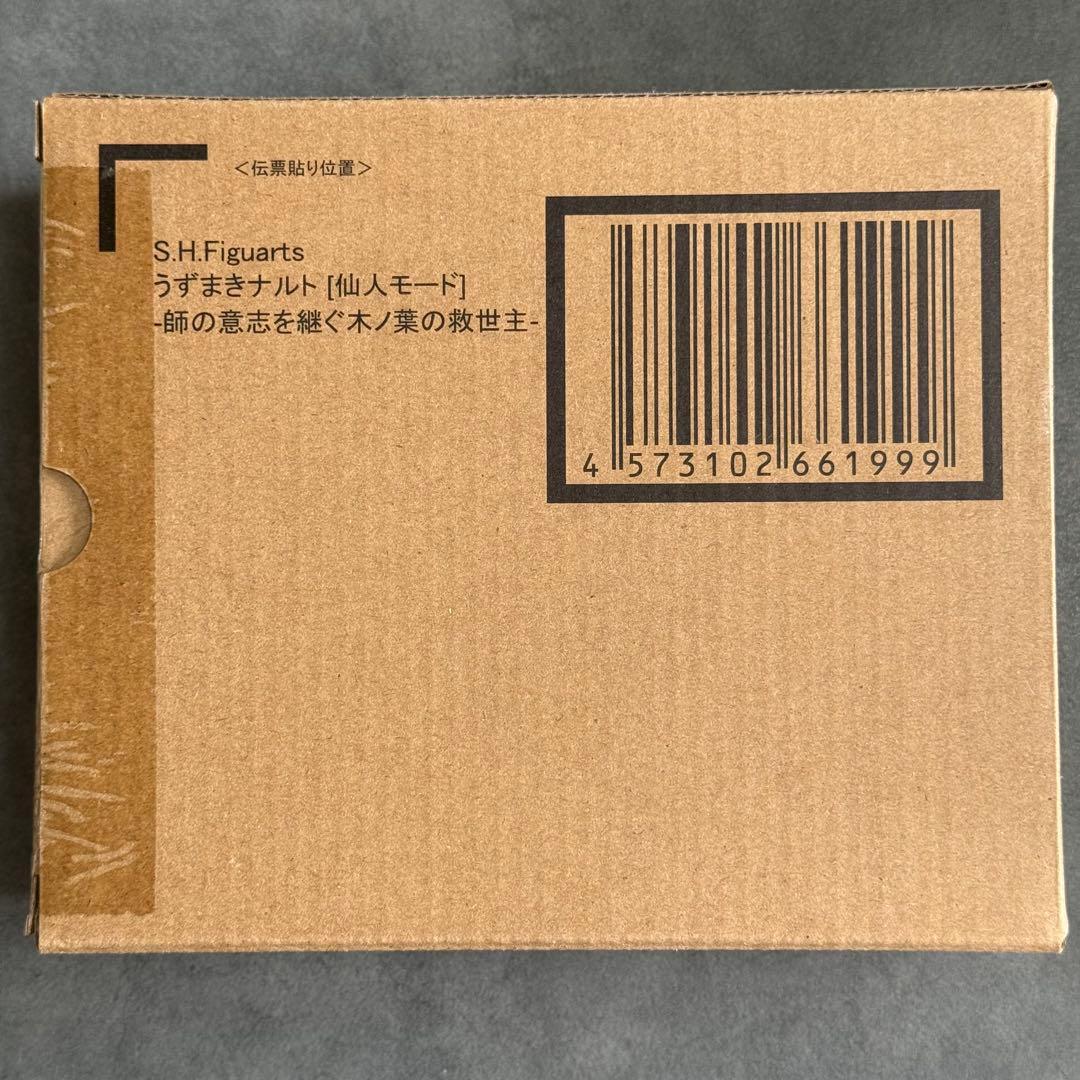 ＜伝票貼り位置＞
S.H.Figuarts
うずまきナルト [仙人モード]
-師の意志を継ぐ木ノ葉の救世主-
4 573102 661999